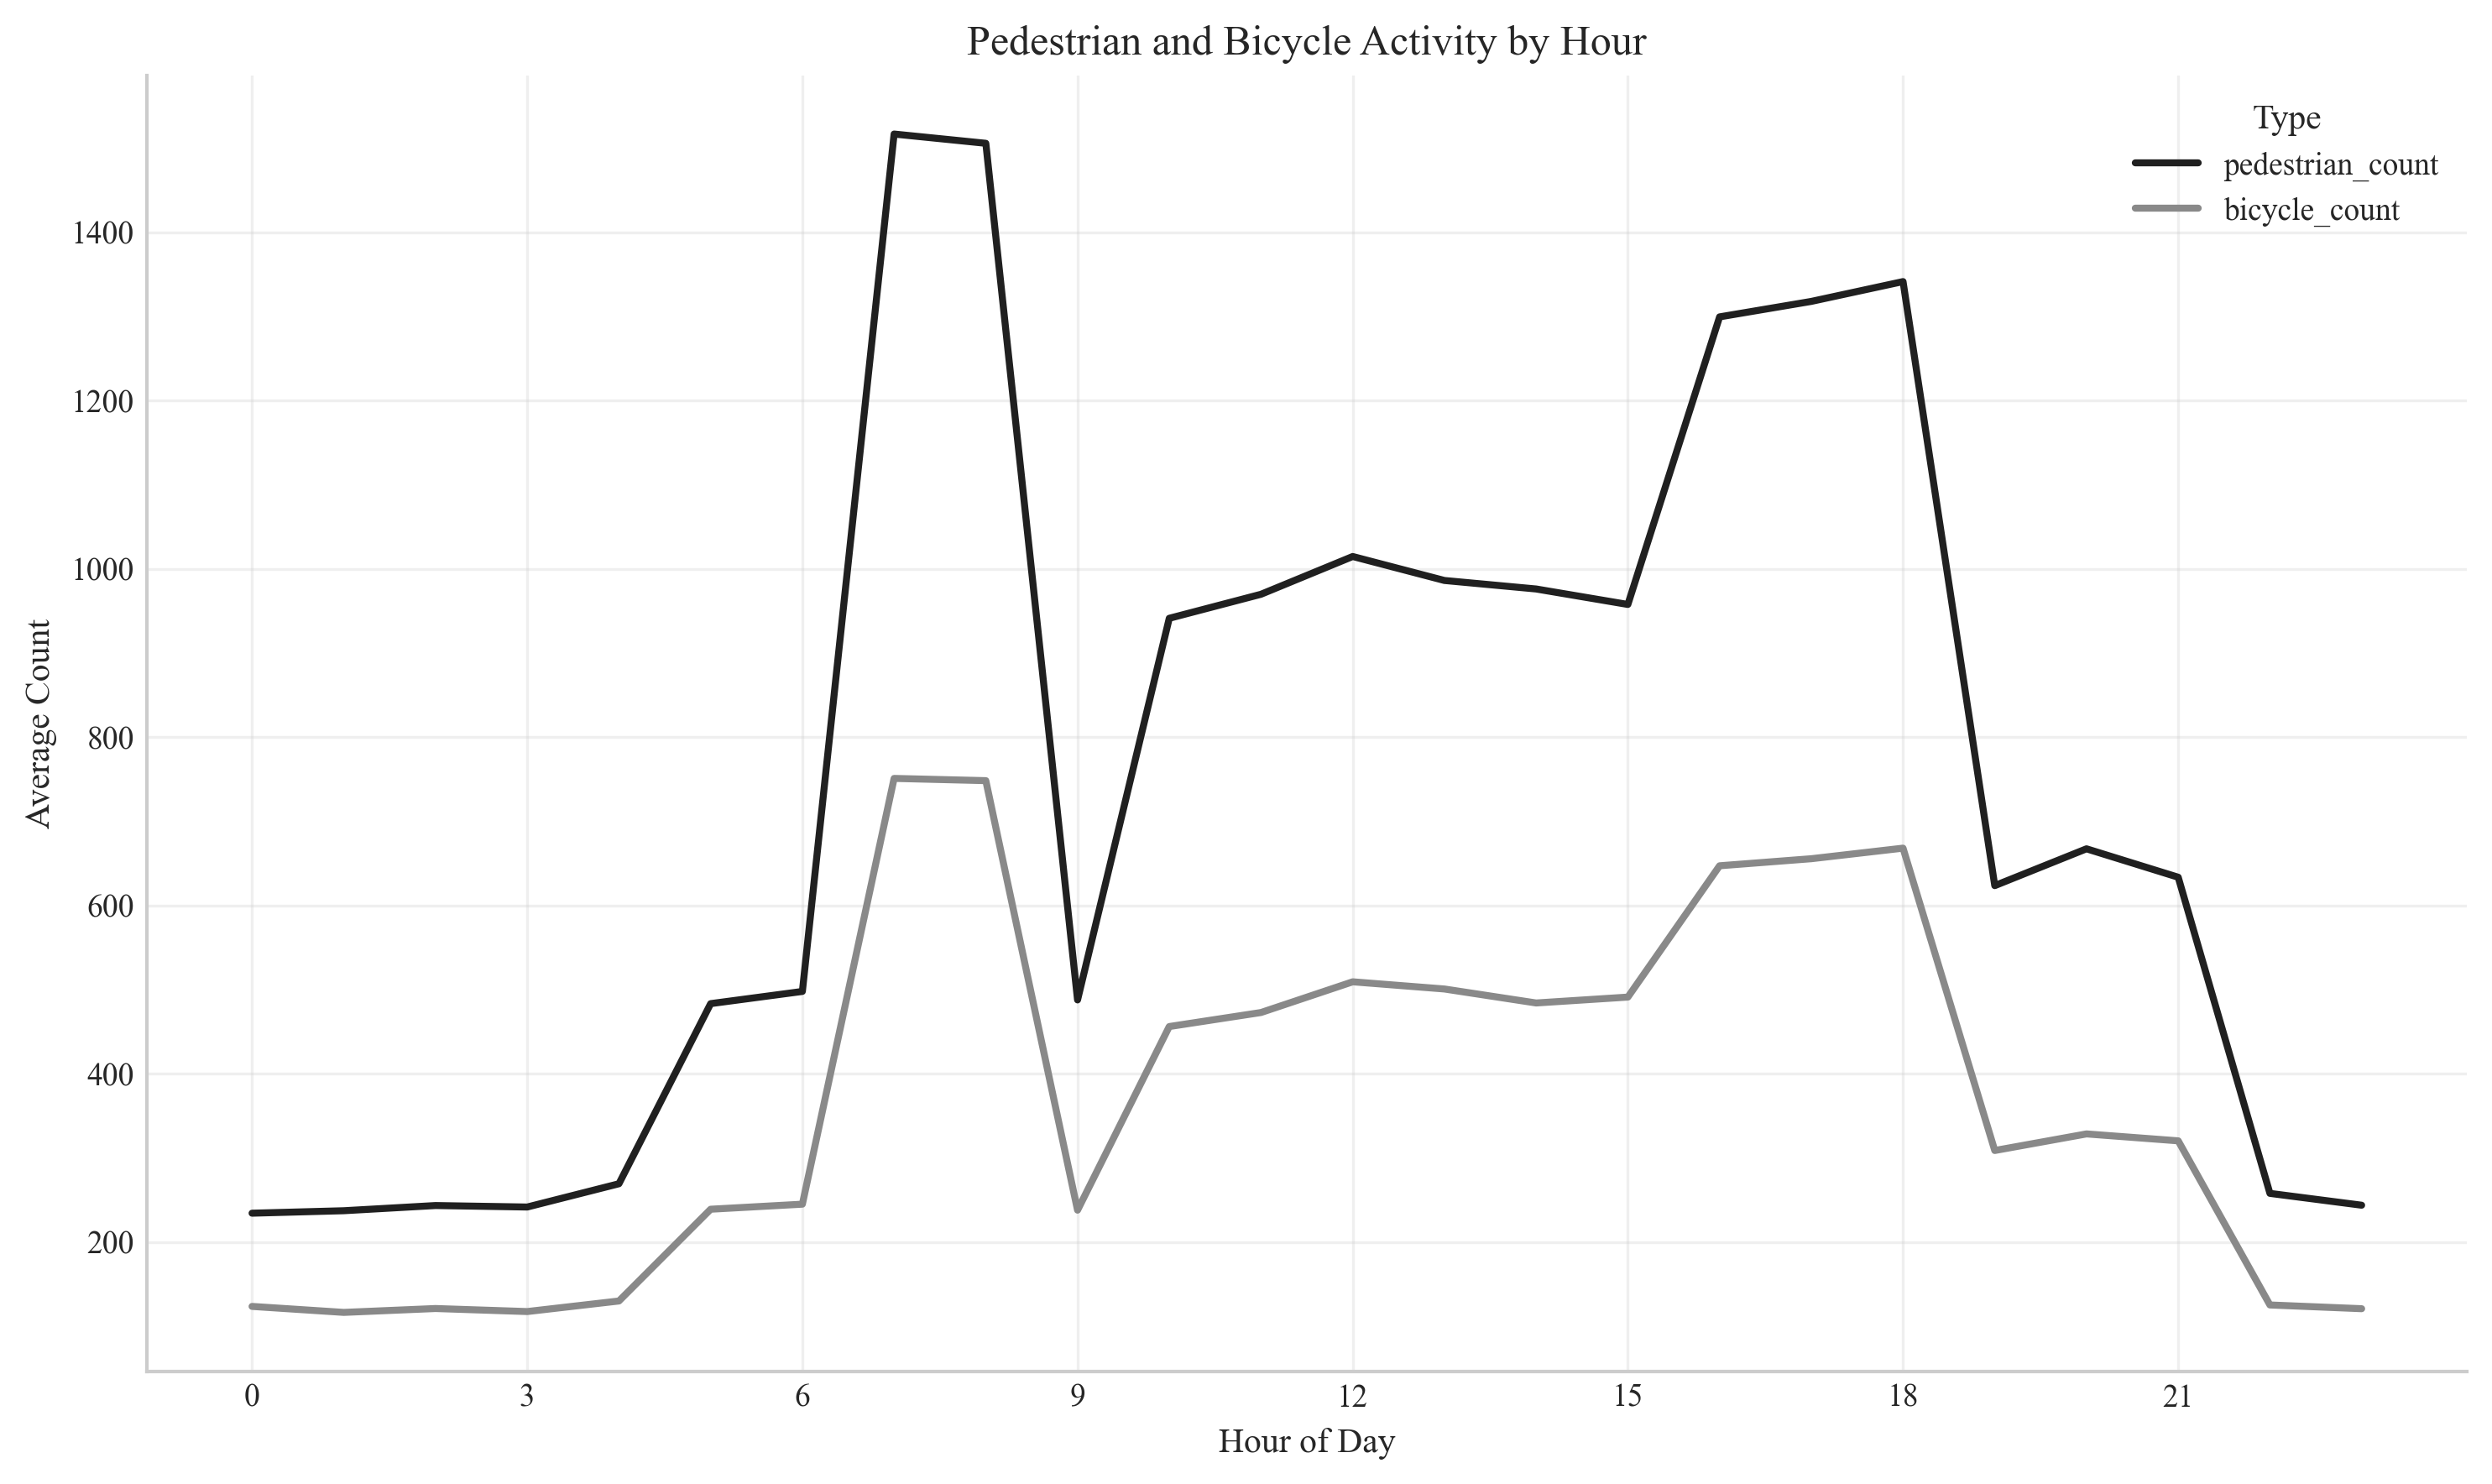 Pedestrian and Bicycle Activity by Hour
Type
pedestrian_count
bicycle_count
1400
1200
1000
800
600
400
200
Average Count
0 3 6 9 12 15 18 21
Hour of Day